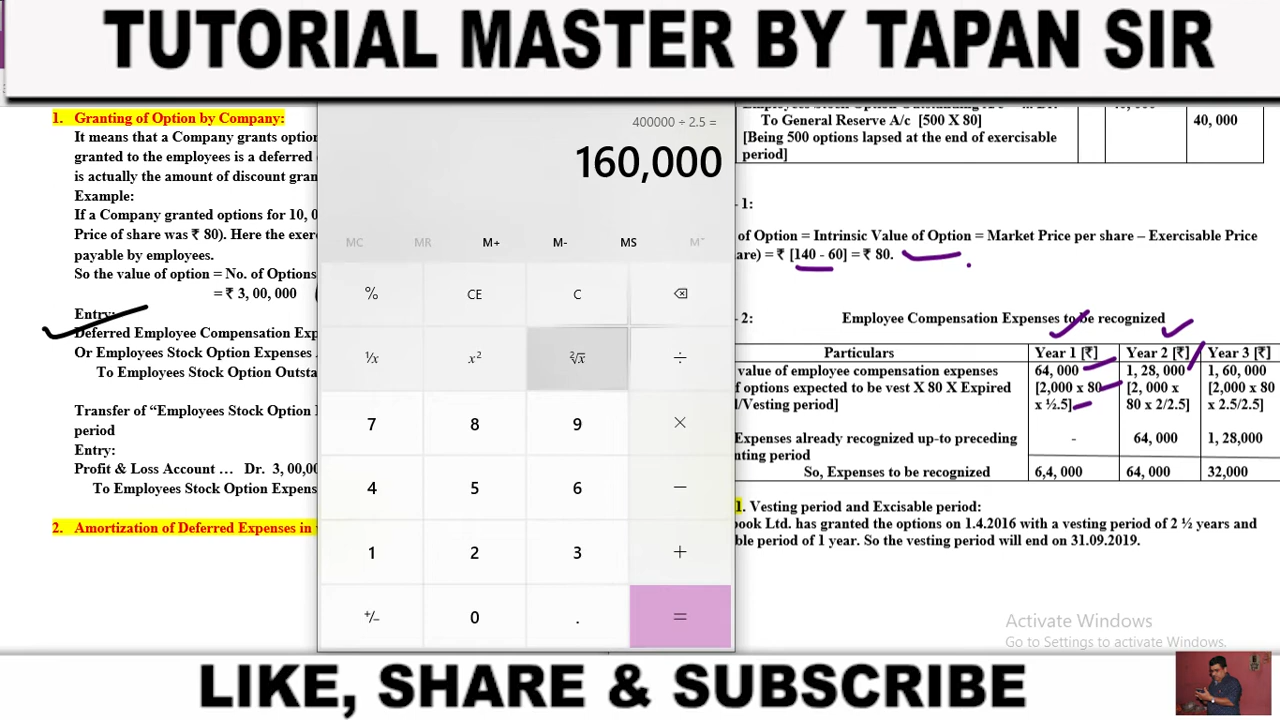 TUTORIAL MASTER BY TAPAN SIR
1. Granting of Option by Company:
It means that a Company grants option
granted to the employees is a deferred
is actually the amount of discount gran
Example:
If a Company granted options for 10, 0
Price of share was ₹ 80). Here the exer
payable by employees.
So the value of option = No. of Options
= ₹ 3, 00, 000
Entry:
Deferred Employee Compensation Exp
Or Employees Stock Option Expenses
To Employees Stock Option Outsta
Transfer of “Employees Stock Option
period
Entry:
Profit & Loss Account … Dr. 3, 00,00
To Employees Stock Option Expens
2. Amortization of Deferred Expenses in
400000 ÷ 2.5 =
160,000
MC MR M+ M- MS M˅
% CE C ⌫
¹/x x² ²√x ÷
7 8 9 ×
4 5 6 −
1 2 3 +
+/- 0 . =
To General Reserve A/c [500 X 80] 40, 000
[Being 500 options lapsed at the end of exercisable
period]
- 1:
of Option = Intrinsic Value of Option = Market Price per share – Exercisable Price
are) = ₹ [140 - 60] = ₹ 80.
- 2: Employee Compensation Expenses to be recognized
Particulars Year 1 [₹] Year 2 [₹] Year 3 [₹]
value of employee compensation expenses 64, 000 1, 28, 000 1, 60, 000
f options expected to be vest X 80 X Expired [2,000 x 80 [2, 000 x [2,000 x 80
l/Vesting period] x ½.5] 80 x 2/2.5] x 2.5/2.5]
Expenses already recognized up-to preceding - 64, 000 1, 28,000
nting period
So, Expenses to be recognized 6,4, 000 64, 000 32,000
1. Vesting period and Excisable period:
ook Ltd. has granted the options on 1.4.2016 with a vesting period of 2 ½ years and
ble period of 1 year. So the vesting period will end on 31.09.2019.
Activate Windows
Go to Settings to activate Windows.
LIKE, SHARE & SUBSCRIBE